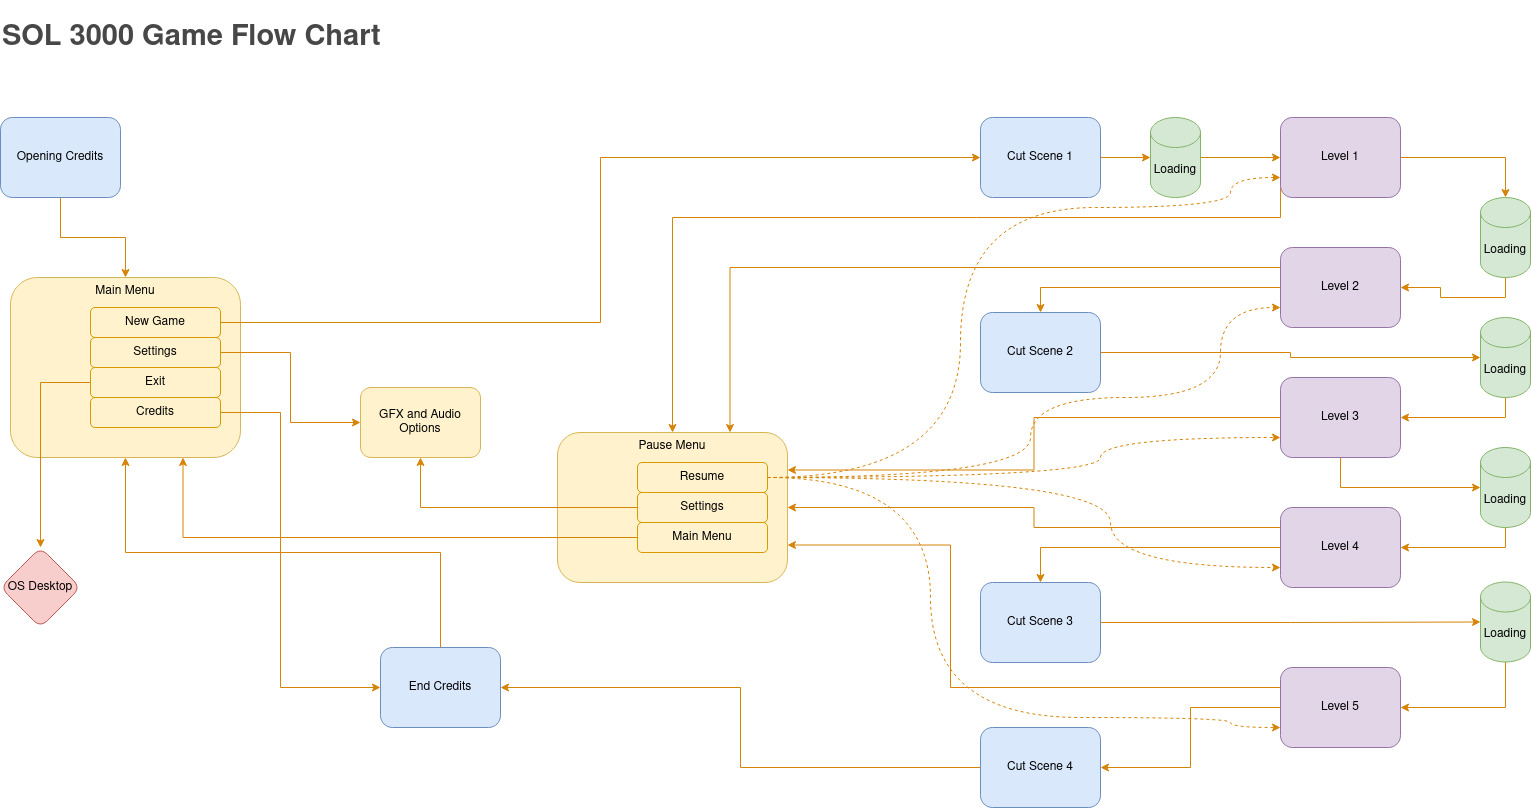 SOL 3000 Game Flow Chart
Opening Credits
Main Menu
New Game
Settings
Exit
Credits
OS Desktop
GFX and Audio
Options
End Credits
Pause Menu
Resume
Settings
Main Menu
Cut Scene 1
Loading
Level 1
Loading
Level 2
Cut Scene 2
Loading
Level 3
Loading
Level 4
Cut Scene 3
Loading
Level 5
Cut Scene 4